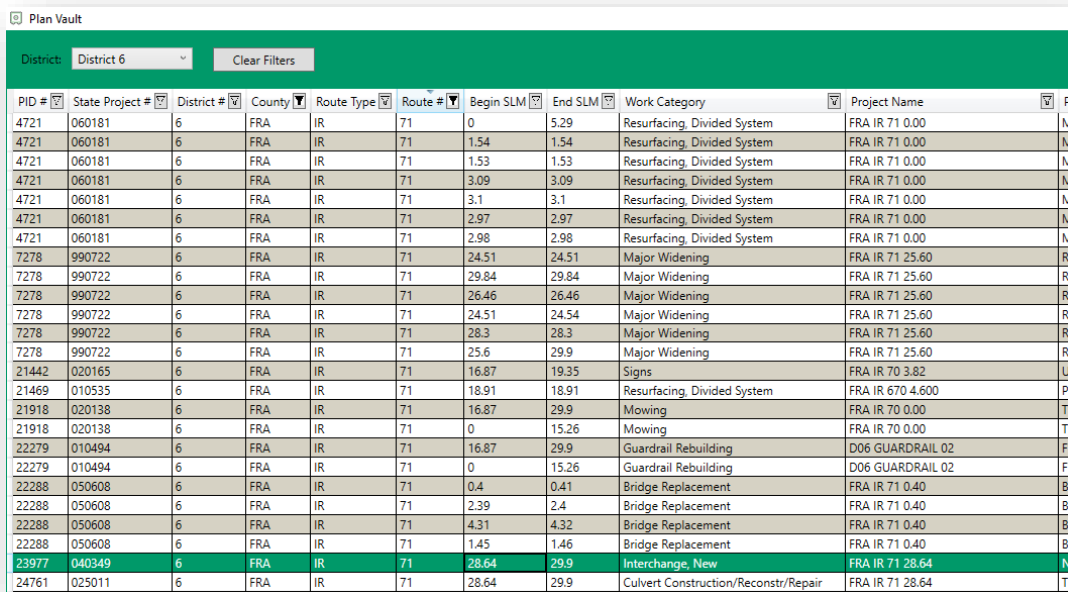 Plan Vault
District: District 6 Clear Filters
PID # State Project # District # County Route Type Route # Begin SLM End SLM Work Category Project Name
4721 060181 6 FRA IR 71 0 5.29 Resurfacing, Divided System FRA IR 71 0.00
4721 060181 6 FRA IR 71 1.54 1.54 Resurfacing, Divided System FRA IR 71 0.00
4721 060181 6 FRA IR 71 1.53 1.53 Resurfacing, Divided System FRA IR 71 0.00
4721 060181 6 FRA IR 71 3.09 3.09 Resurfacing, Divided System FRA IR 71 0.00
4721 060181 6 FRA IR 71 3.1 3.1 Resurfacing, Divided System FRA IR 71 0.00
4721 060181 6 FRA IR 71 2.97 2.97 Resurfacing, Divided System FRA IR 71 0.00
4721 060181 6 FRA IR 71 2.98 2.98 Resurfacing, Divided System FRA IR 71 0.00
7278 990722 6 FRA IR 71 24.51 24.51 Major Widening FRA IR 71 25.60
7278 990722 6 FRA IR 71 29.84 29.84 Major Widening FRA IR 71 25.60
7278 990722 6 FRA IR 71 26.46 26.46 Major Widening FRA IR 71 25.60
7278 990722 6 FRA IR 71 24.51 24.54 Major Widening FRA IR 71 25.60
7278 990722 6 FRA IR 71 28.3 28.3 Major Widening FRA IR 71 25.60
7278 990722 6 FRA IR 71 25.6 29.9 Major Widening FRA IR 71 25.60
21442 020165 6 FRA IR 71 16.87 19.35 Signs FRA IR 70 3.82
21469 010535 6 FRA IR 71 18.91 18.91 Resurfacing, Divided System FRA IR 670 4.600
21918 020138 6 FRA IR 71 16.87 29.9 Mowing FRA IR 70 0.00
21918 020138 6 FRA IR 71 0 15.26 Mowing FRA IR 70 0.00
22279 010494 6 FRA IR 71 16.87 29.9 Guardrail Rebuilding D06 GUARDRAIL 02
22279 010494 6 FRA IR 71 0 15.26 Guardrail Rebuilding D06 GUARDRAIL 02
22288 050608 6 FRA IR 71 0.4 0.41 Bridge Replacement FRA IR 71 0.40
22288 050608 6 FRA IR 71 2.39 2.4 Bridge Replacement FRA IR 71 0.40
22288 050608 6 FRA IR 71 4.31 4.32 Bridge Replacement FRA IR 71 0.40
22288 050608 6 FRA IR 71 1.45 1.46 Bridge Replacement FRA IR 71 0.40
23977 040349 6 FRA IR 71 28.64 29.9 Interchange, New FRA IR 71 28.64
24761 025011 6 FRA IR 71 28.64 29.9 Culvert Construction/Reconstr/Repair FRA IR 71 28.64